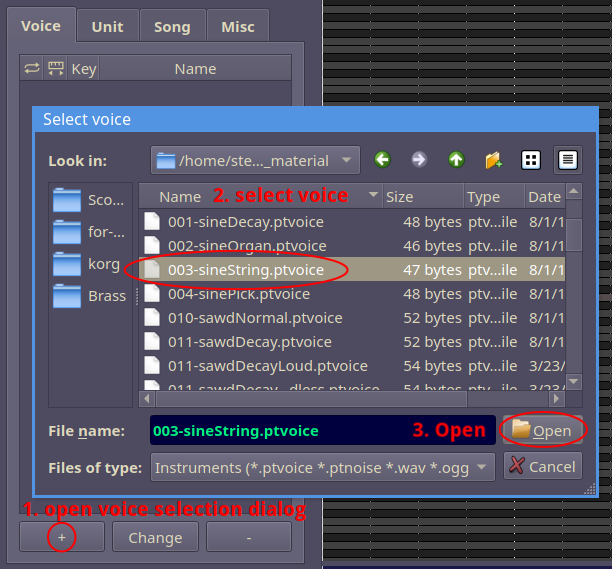 Voice Unit Song Misc
Key Name
Select voice
Look in: /home/ste..._material
Name 2. select voice Size Type Date
Sco...
for-...
korg
Brass
001-sineDecay.ptvoice 48 bytes ptv...ile 8/1/1
002-sineOrgan.ptvoice 46 bytes ptv...ile 8/1/1
003-sineString.ptvoice 47 bytes ptv...ile 8/1/1
004-sinePick.ptvoice 48 bytes ptv...ile 8/1/1
010-sawdNormal.ptvoice 52 bytes ptv...ile 8/1/1
011-sawdDecay.ptvoice 52 bytes ptv...ile 8/1/1
011-sawdDecayLoud.ptvoice 54 bytes ptv...ile 3/23/
011-sawdDecay...dless.ptvoice 54 bytes ptv...ile 3/23/
File name: 003-sineString.ptvoice 3. Open Open
Files of type: Instruments (*.ptvoice *.ptnoise *.wav *.ogg Cancel
1. open voice selection dialog
+ Change -